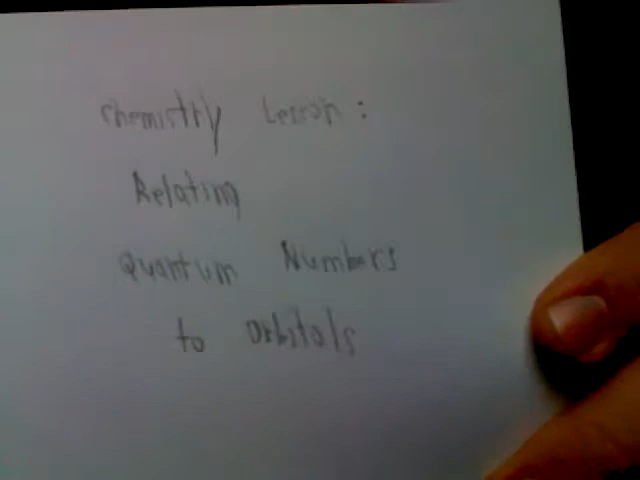 Chemistry Lesson:
Relating
Quantum Numbers
to Orbitals